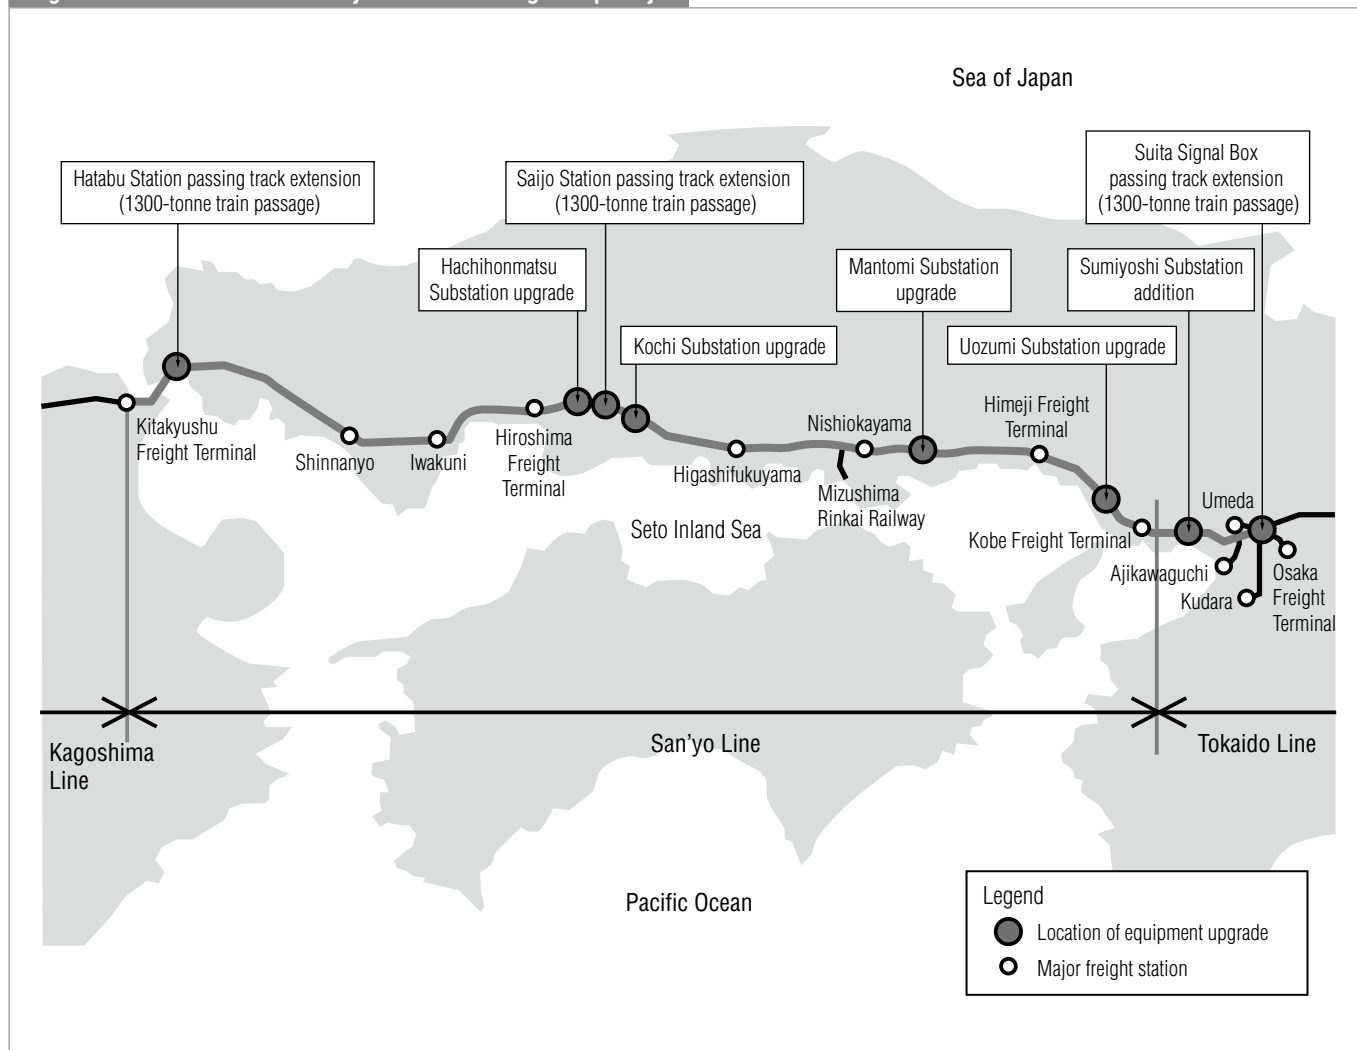 Sea of Japan
Hatabu Station passing track extension
(1300-tonne train passage)
Saijo Station passing track extension
(1300-tonne train passage)
Suita Signal Box
passing track extension
(1300-tonne train passage)
Hachihonmatsu
Substation upgrade
Mantomi Substation
upgrade
Sumiyoshi Substation
addition
Kochi Substation upgrade
Uozumi Substation upgrade
Kitakyushu
Freight Terminal
Shinnanyo
Iwakuni
Hiroshima
Freight
Terminal
Higashifukuyama
Nishiokayama
Mizushima
Rinkai Railway
Himeji Freight
Terminal
Seto Inland Sea
Kobe Freight Terminal
Umeda
Ajikawaguchi
Kudara
Osaka
Freight
Terminal
Kagoshima
Line
San'yo Line
Tokaido Line
Pacific Ocean
Legend
Location of equipment upgrade
Major freight station